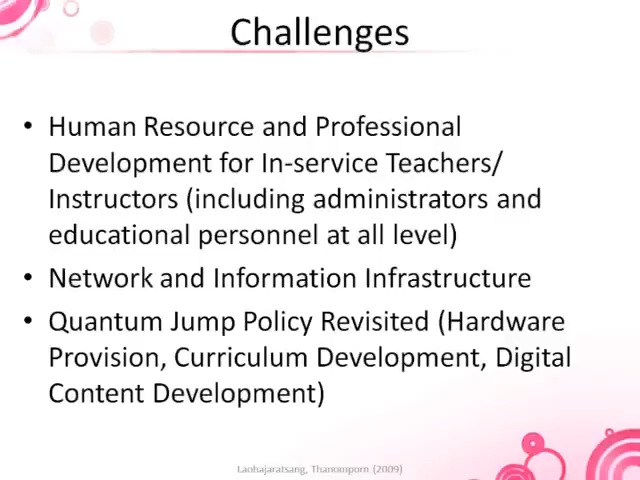 Challenges
• Human Resource and Professional
Development for In-service Teachers/
Instructors (including administrators and
educational personnel at all level)
• Network and Information Infrastructure
• Quantum Jump Policy Revisited (Hardware
Provision, Curriculum Development, Digital
Content Development)
Laohajaratsang, Thanomporn (2009)